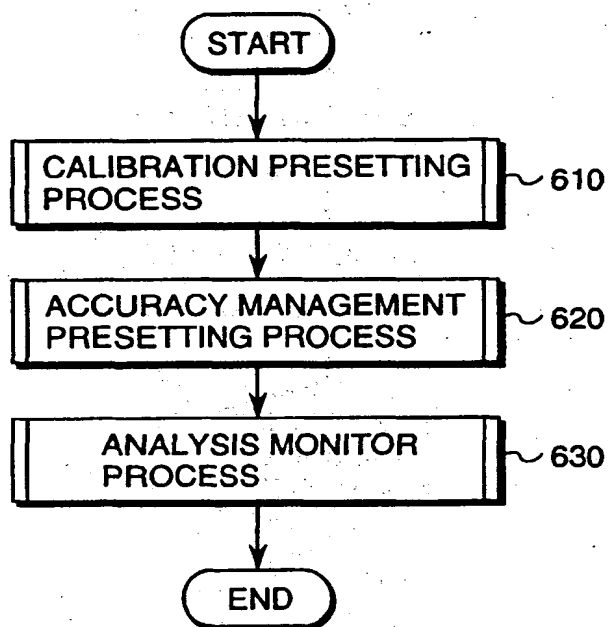 START
CALIBRATION PRESETTING
PROCESS
610
ACCURACY MANAGEMENT
PRESETTING PROCESS
620
ANALYSIS MONITOR
PROCESS
630
END